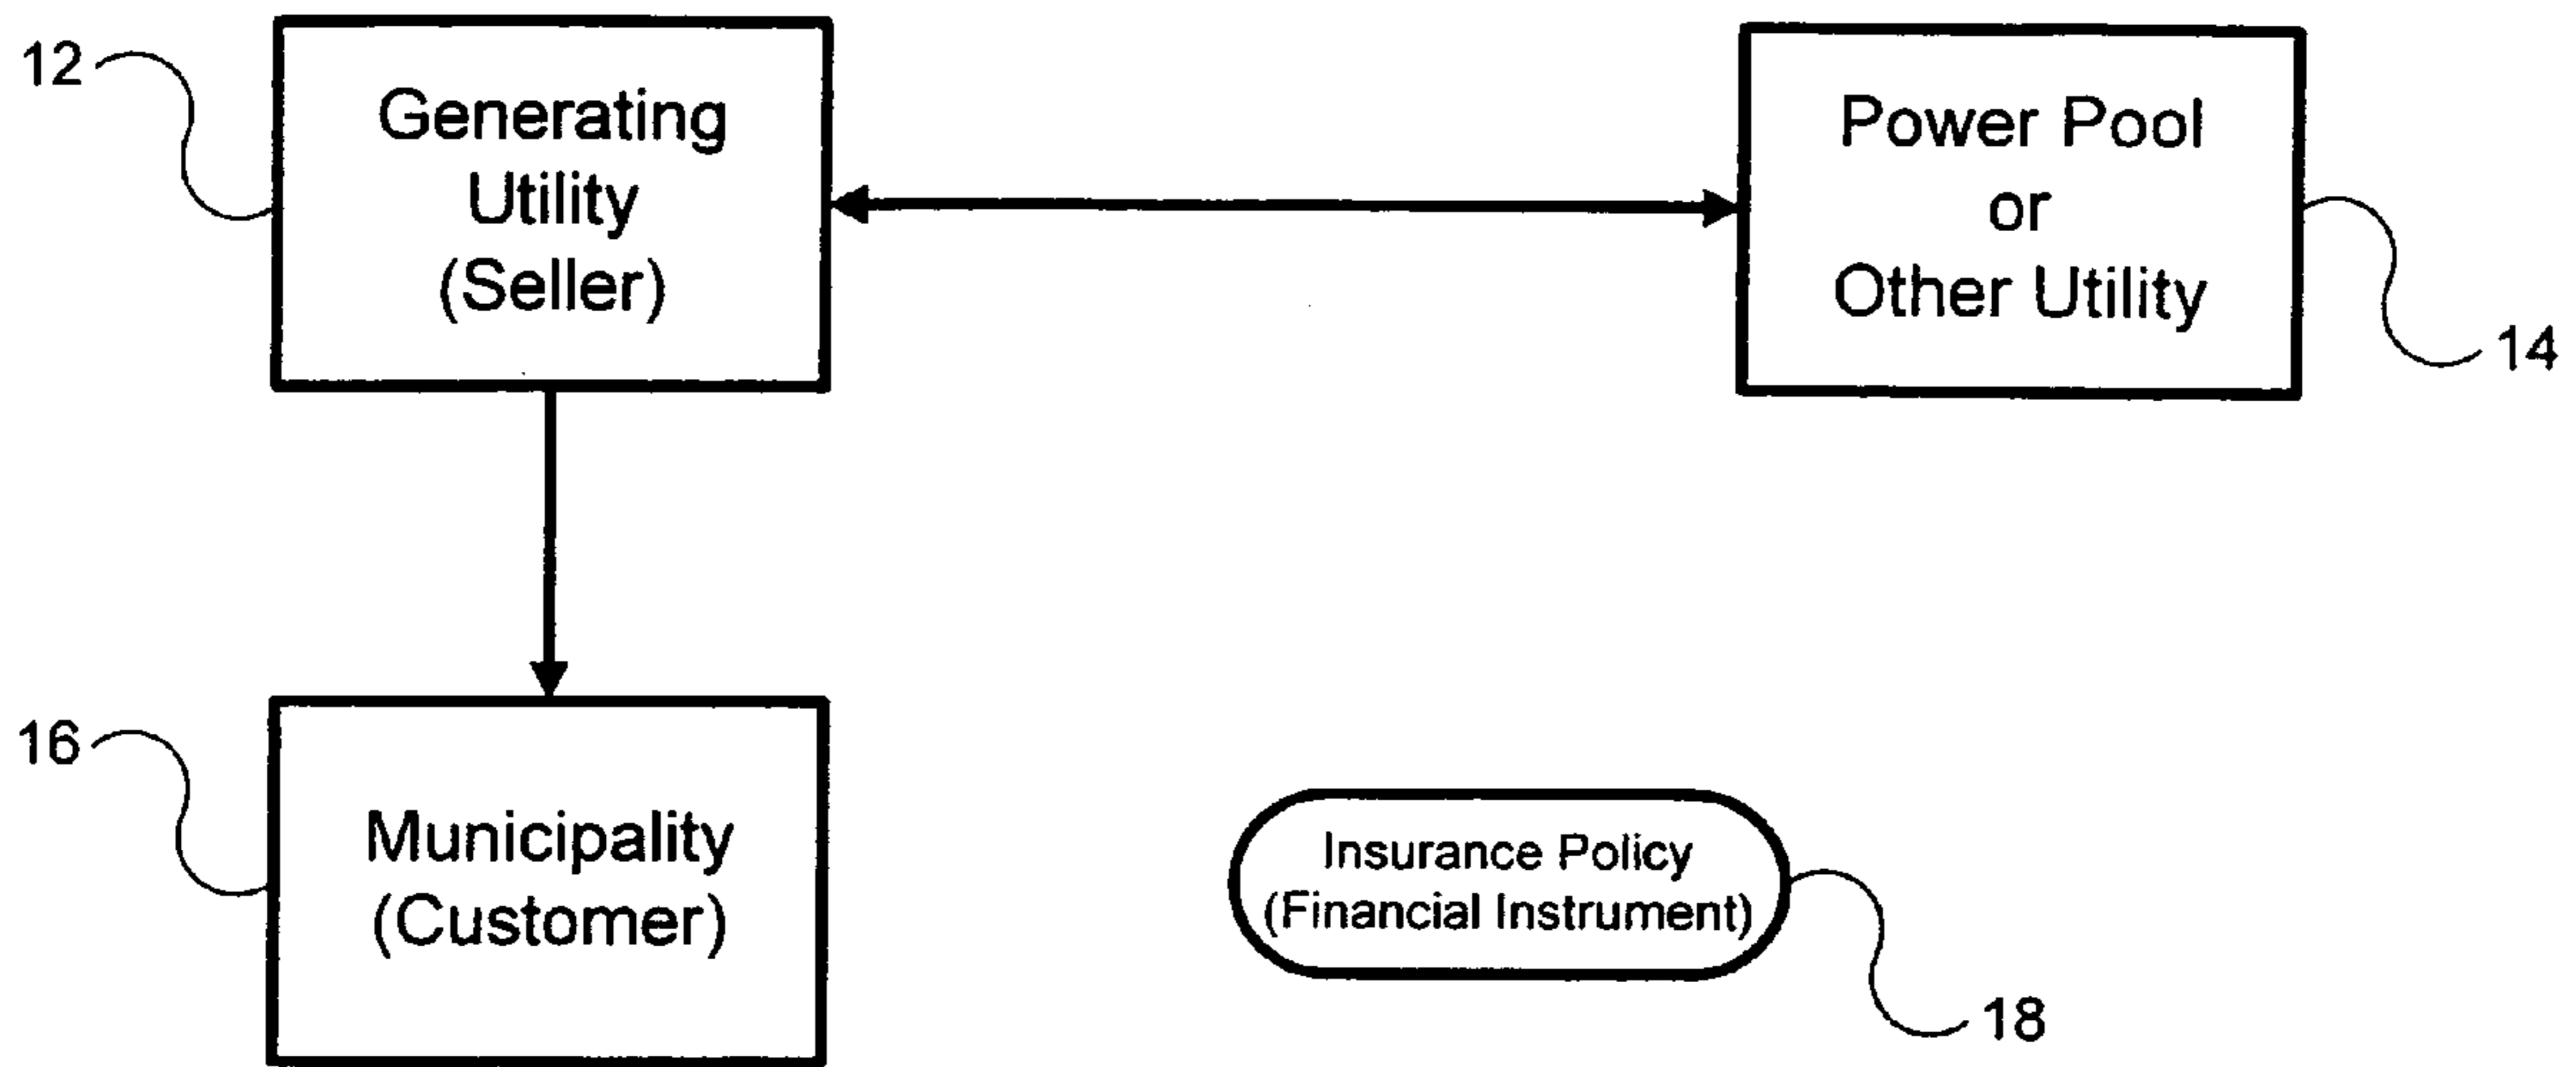 12
Generating
Utility
(Seller)
Power Pool
or
Other Utility
14
16
Municipality
(Customer)
Insurance Policy
(Financial Instrument)
18